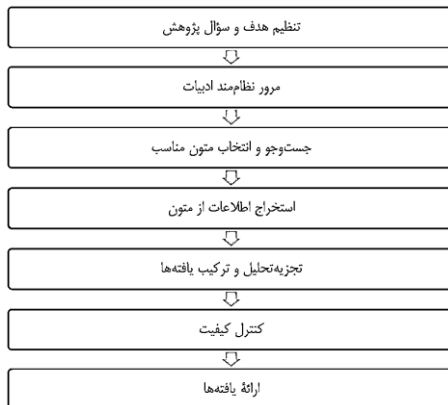 تنظیم هدف و سؤال پژوهش
مرور نظام‌مند ادبیات
جست‌وجو و انتخاب متون مناسب
استخراج اطلاعات از متون
تجزیه‌تحلیل و ترکیب یافته‌ها
کنترل کیفیت
ارائهٔ یافته‌ها